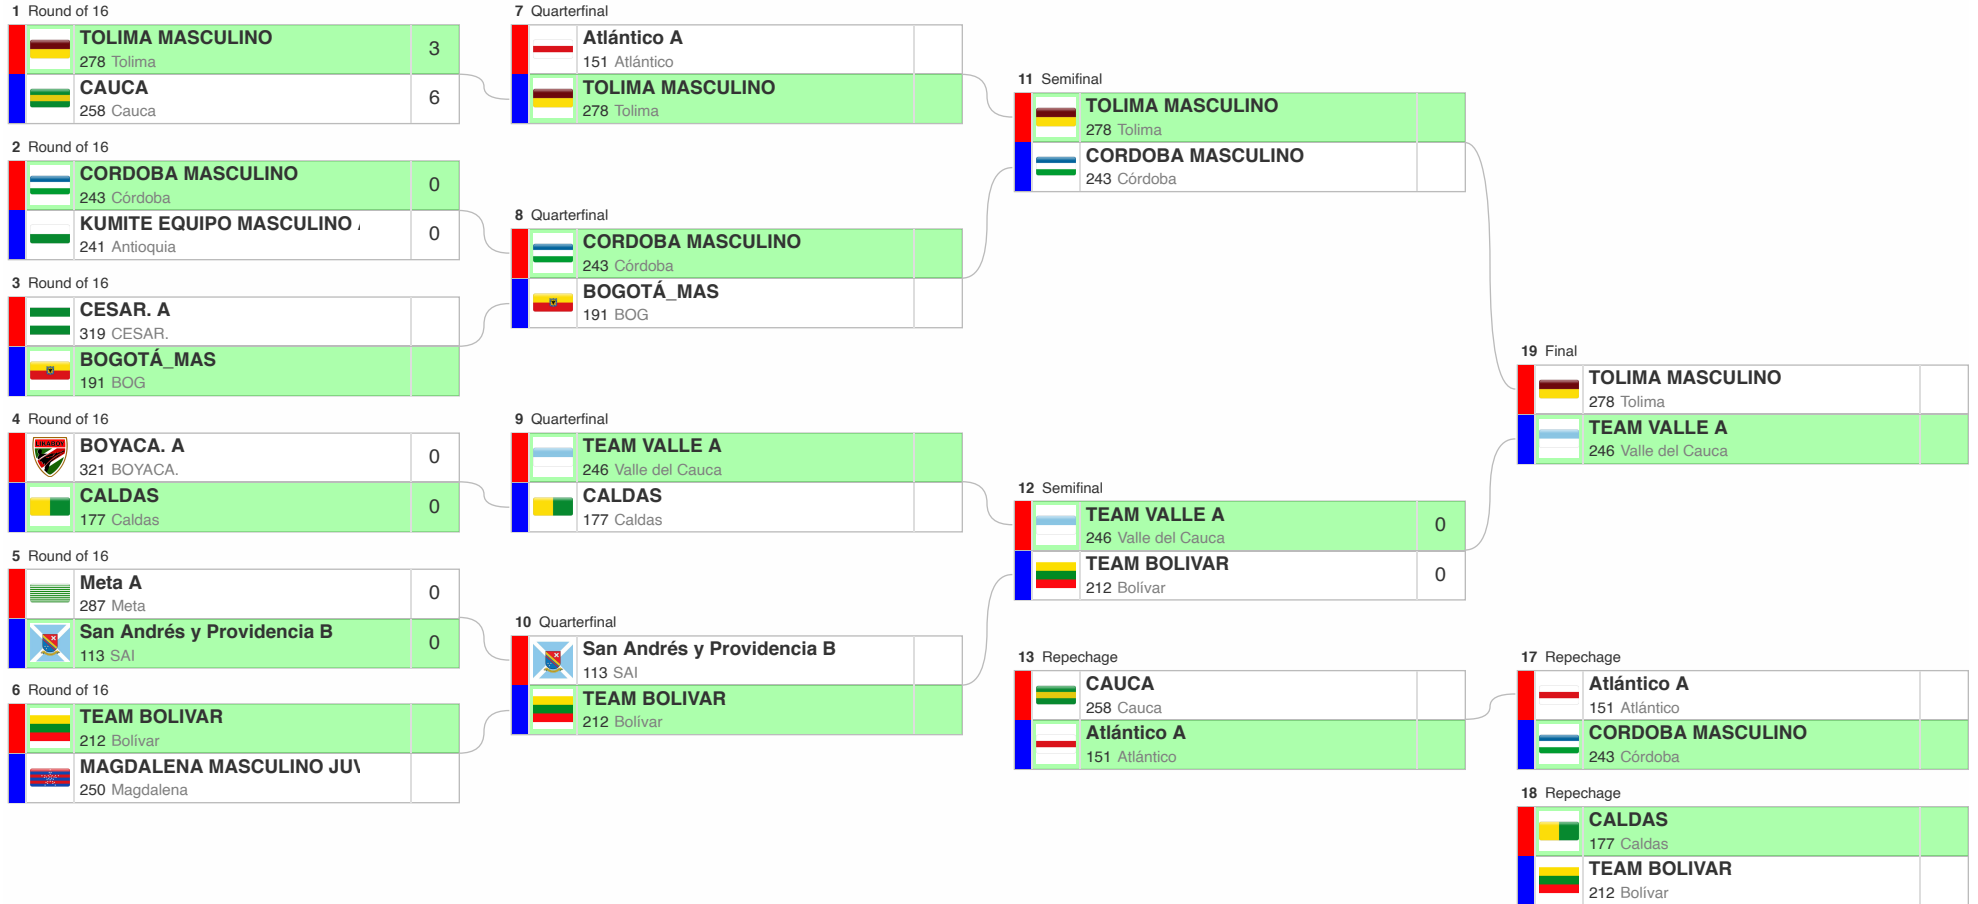 1 Round of 16
TOLIMA MASCULINO 3
278 Tolima
CAUCA 6
258 Cauca
2 Round of 16
CORDOBA MASCULINO 0
243 Córdoba
KUMITE EQUIPO MASCULINO 0
241 Antioquia
3 Round of 16
CESAR. A
319 CESAR.
BOGOTÁ_MAS
191 BOG
4 Round of 16
BOYACA. A 0
321 BOYACA.
CALDAS 0
177 Caldas
5 Round of 16
Meta A 0
287 Meta
San Andrés y Providencia B 0
113 SAI
6 Round of 16
TEAM BOLIVAR
212 Bolívar
MAGDALENA MASCULINO
250 Magdalena
7 Quarterfinal
Atlántico A
151 Atlántico
TOLIMA MASCULINO
278 Tolima
8 Quarterfinal
CORDOBA MASCULINO
243 Córdoba
BOGOTÁ_MAS
191 BOG
9 Quarterfinal
TEAM VALLE A
246 Valle del Cauca
CALDAS
177 Caldas
10 Quarterfinal
San Andrés y Providencia B
113 SAI
TEAM BOLIVAR
212 Bolívar
11 Semifinal
TOLIMA MASCULINO
278 Tolima
CORDOBA MASCULINO
243 Córdoba
12 Semifinal
TEAM VALLE A 0
246 Valle del Cauca
TEAM BOLIVAR 0
212 Bolívar
13 Repechage
CAUCA
258 Cauca
Atlántico A
151 Atlántico
19 Final
TOLIMA MASCULINO
278 Tolima
TEAM VALLE A
246 Valle del Cauca
17 Repechage
Atlántico A
151 Atlántico
CORDOBA MASCULINO
243 Córdoba
18 Repechage
CALDAS
177 Caldas
TEAM BOLIVAR
212 Bolívar